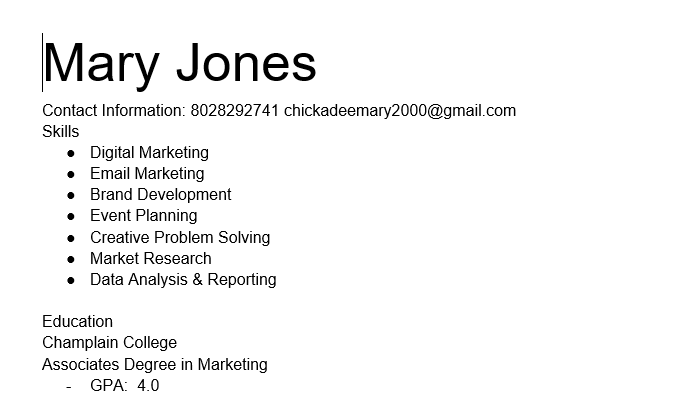 Mary Jones
Contact Information: 8028292741 chickadeemary2000@gmail.com
Skills
● Digital Marketing
● Email Marketing
● Brand Development
● Event Planning
● Creative Problem Solving
● Market Research
● Data Analysis & Reporting
Education
Champlain College
Associates Degree in Marketing
- GPA:  4.0